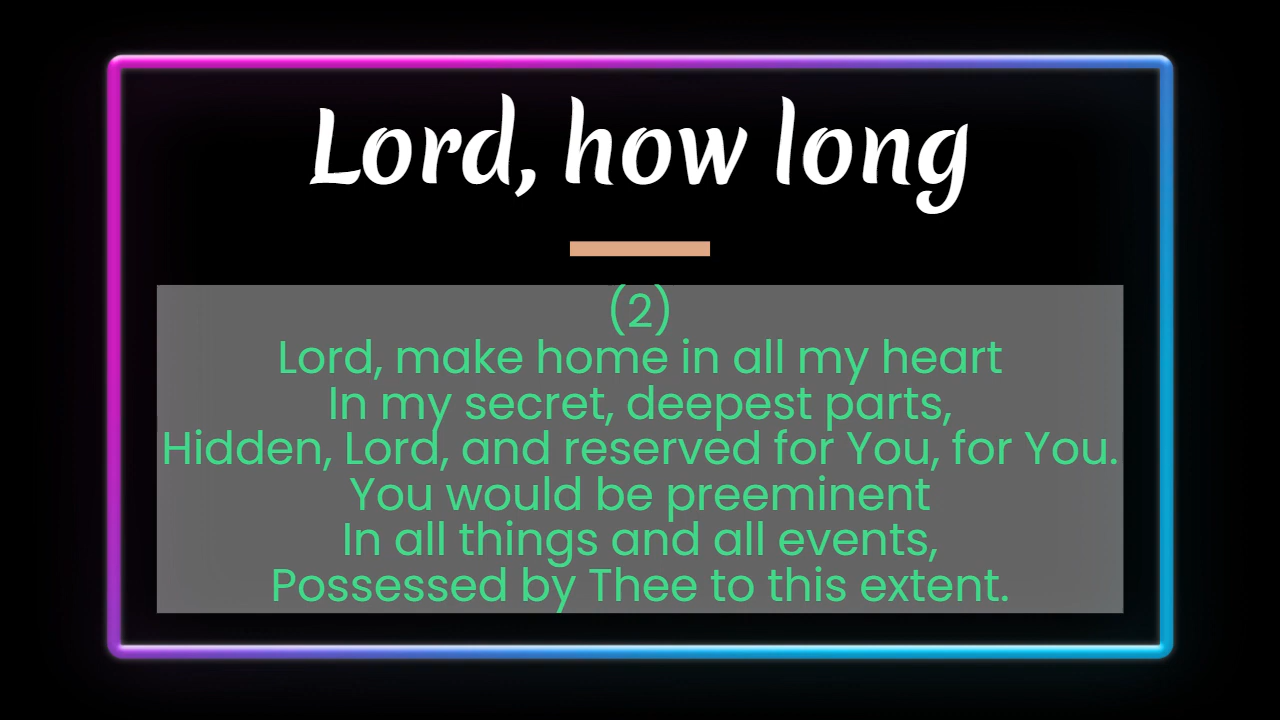 Lord, how long
(2)
Lord, make home in all my heart
In my secret, deepest parts,
Hidden, Lord, and reserved for You, for You.
You would be preeminent
In all things and all events,
Possessed by Thee to this extent.